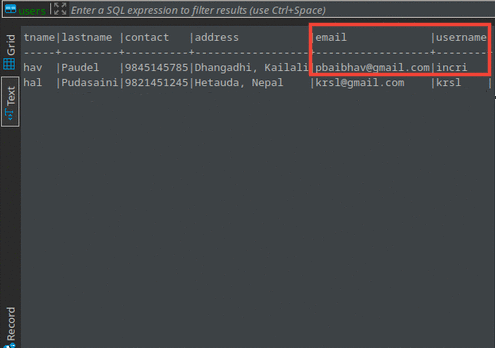 users Enter a SQL expression to filter results (use Ctrl+Space)
Grid
Text
Record
tname|lastname |contact |address |email |username
-----+---------+----------+------------------+------------------+--------
hav |Paudel |9845145785|Dhangadhi, Kailali|pbaibhav@gmail.com|incri
hal |Pudasaini|9821451245|Hetauda, Nepal |krsl@gmail.com |krsl |